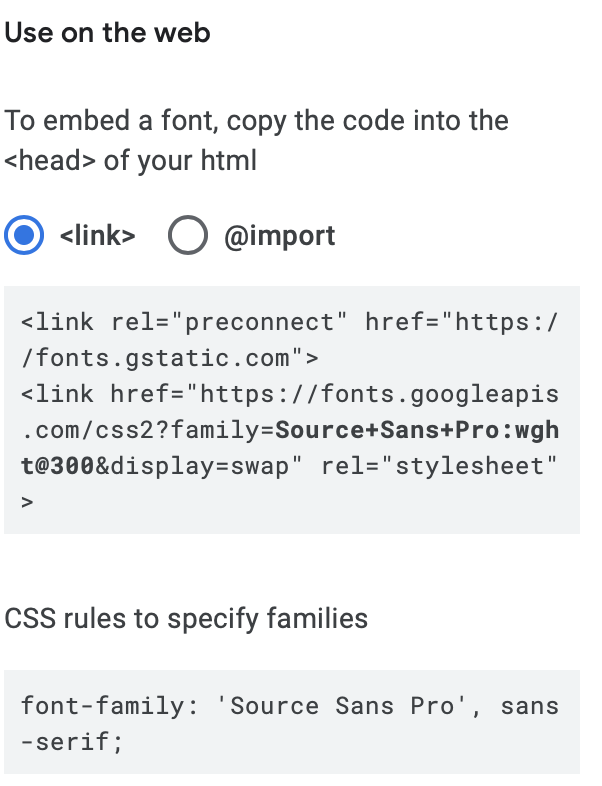 Use on the web
To embed a font, copy the code into the
<head> of your html
<link>
@import
<link rel="preconnect" href="https:/
/fonts.gstatic.com">
<link href="https://fonts.googleapis
.com/css2?family=Source+Sans+Pro:wgh
t@300&display=swap" rel="stylesheet"
>
CSS rules to specify families
font-family: 'Source Sans Pro', sans
-serif;